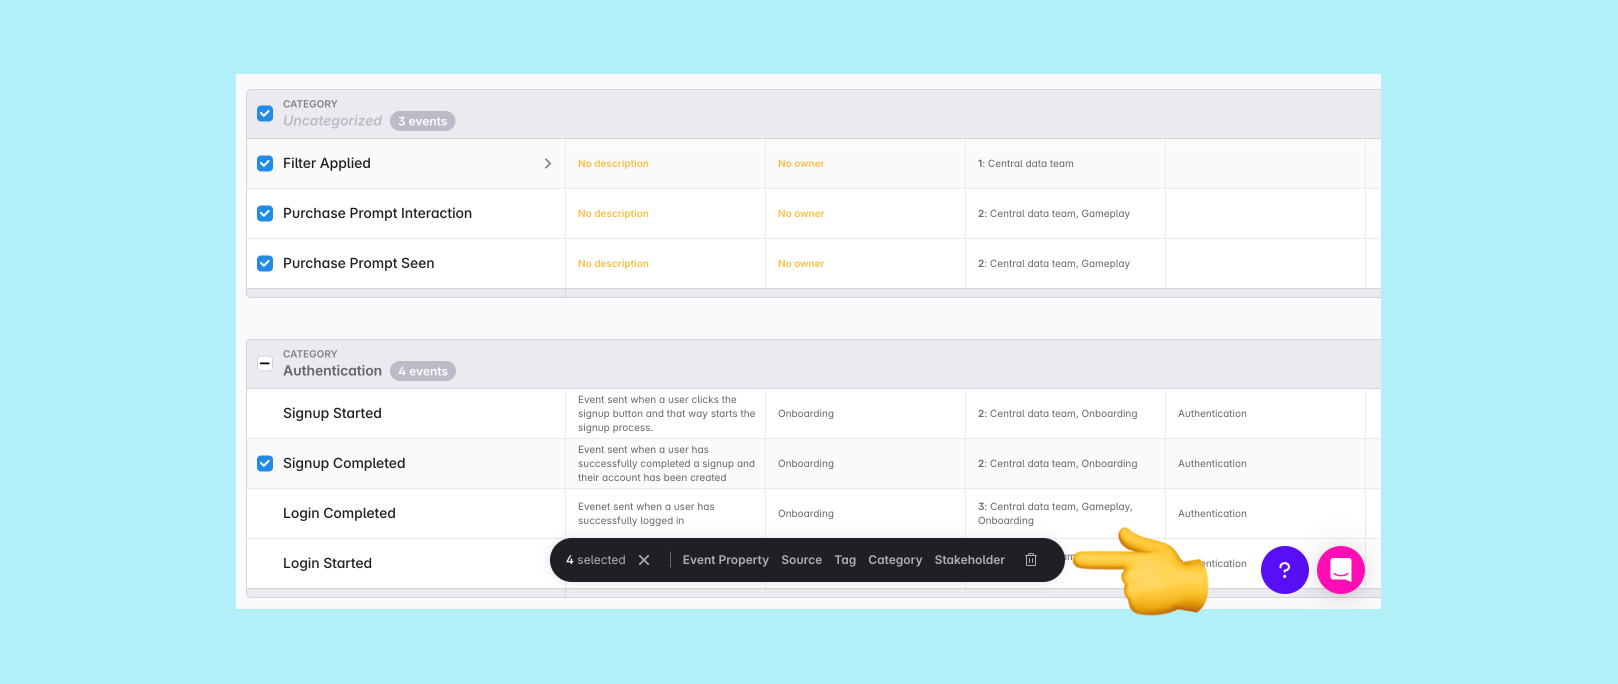 CATEGORY
Uncategorized 3 events
Filter Applied No description No owner 1: Central data team
Purchase Prompt Interaction No description No owner 2: Central data team, Gameplay
Purchase Prompt Seen No description No owner 2: Central data team, Gameplay
CATEGORY
Authentication 4 events
Signup Started
Event sent when a user clicks the
signup button and that way starts the
signup process.
Onboarding
2: Central data team, Onboarding
Authentication
Signup Completed
Event sent when a user has
successfully completed a signup and
their account has been created
Onboarding
2: Central data team, Onboarding
Authentication
Login Completed
Evenet sent when a user has
successfully logged in
Onboarding
3: Central data team, Gameplay,
Onboarding
Authentication
Login Started
4 selected Event Property Source Tag Category Stakeholder
?